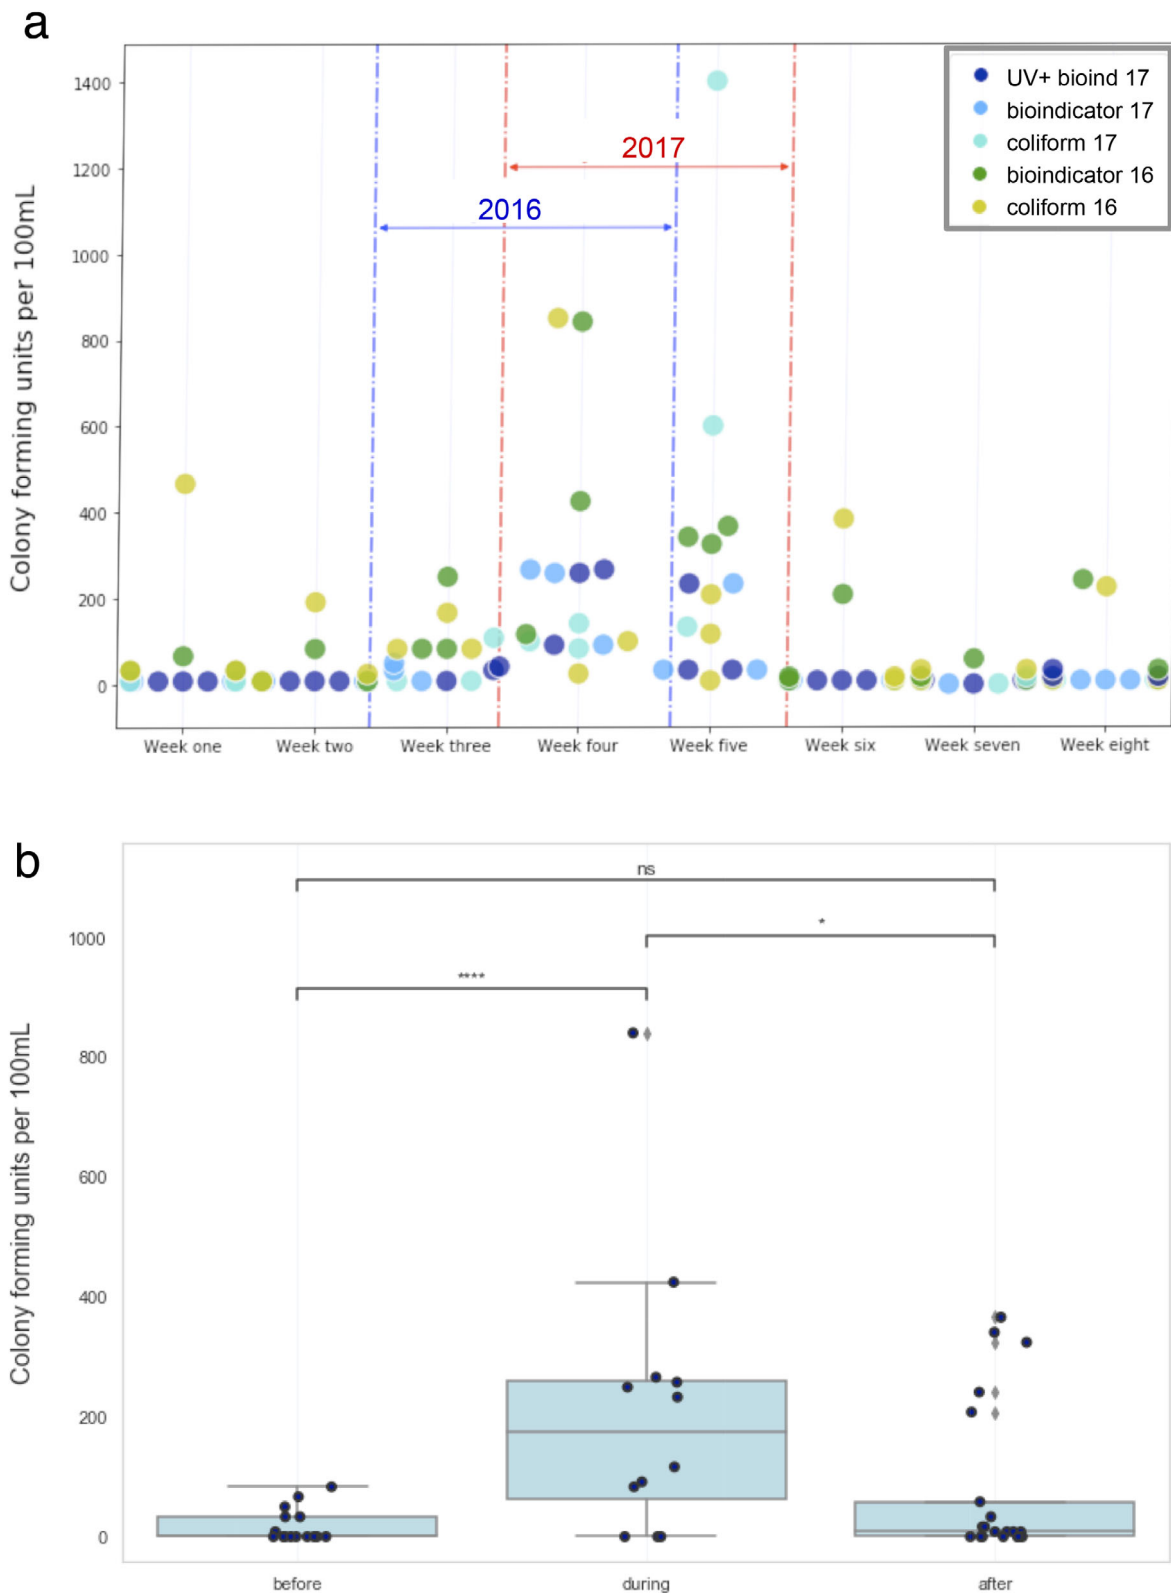 a
Colony forming units per 100mL
1400
1200
1000
800
600
400
200
0
2017
2016
UV+ bioind 17
bioindicator 17
coliform 17
bioindicator 16
coliform 16
Week one Week two Week three Week four Week five Week six Week seven Week eight
b
Colony forming units per 100mL
ns
*
****
1000
800
600
400
200
0
before during after